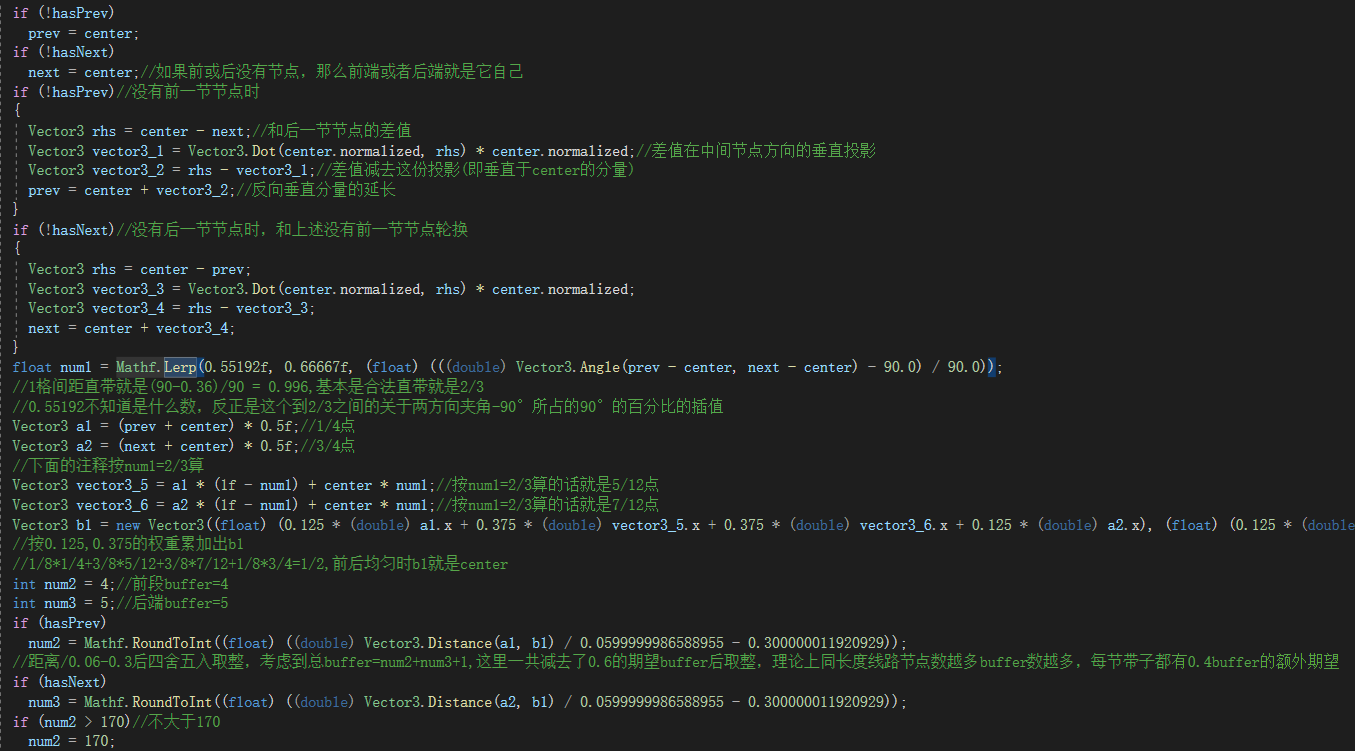 if (!hasPrev)
prev = center;
if (!hasNext)
next = center;//如果前或后没有节点，那么前端或者后端就是它自己
if (!hasPrev)//没有前一节节点时
{
Vector3 rhs = center - next;//和后一节节点的差值
Vector3 vector3_1 = Vector3.Dot(center.normalized, rhs) * center.normalized;//差值在中间节点方向的垂直投影
Vector3 vector3_2 = rhs - vector3_1;//差值减去这份投影(即垂直于center的分量)
prev = center + vector3_2;//反向垂直分量的延长
}
if (!hasNext)//没有后一节节点时，和上述没有前一节节点轮换
{
Vector3 rhs = center - prev;
Vector3 vector3_3 = Vector3.Dot(center.normalized, rhs) * center.normalized;
Vector3 vector3_4 = rhs - vector3_3;
next = center + vector3_4;
}
float num1 = Mathf.Lerp(0.55192f, 0.66667f, (float) (((double) Vector3.Angle(prev - center, next - center) - 90.0) / 90.0));
//1格间距直带就是(90-0.36)/90 = 0.996,基本是合法直带就是2/3
//0.55192不知道是什么数，反正是这个到2/3之间的关于两方向夹角-90°所占的90°的百分比的插值
Vector3 a1 = (prev + center) * 0.5f;//1/4点
Vector3 a2 = (next + center) * 0.5f;//3/4点
//下面的注释按num1=2/3算
Vector3 vector3_5 = a1 * (1f - num1) + center * num1;//按num1=2/3算的话就是5/12点
Vector3 vector3_6 = a2 * (1f - num1) + center * num1;//按num1=2/3算的话就是7/12点
Vector3 b1 = new Vector3((float) (0.125 * (double) a1.x + 0.375 * (double) vector3_5.x + 0.375 * (double) vector3_6.x + 0.125 * (double) a2.x), (float) (0.125 * (double
//按0.125,0.375的权重累加出b1
//1/8*1/4+3/8*5/12+3/8*7/12+1/8*3/4=1/2,前后均匀时b1就是center
int num2 = 4;//前段buffer=4
int num3 = 5;//后端buffer=5
if (hasPrev)
num2 = Mathf.RoundToInt((float) ((double) Vector3.Distance(a1, b1) / 0.0599999986588955 - 0.300000011920929));
//距离/0.06-0.3后四舍五入取整，考虑到总buffer=num2+num3+1,这里一共减去了0.6的期望buffer后取整，理论上同长度线路节点数越多buffer数越多，每节带子都有0.4buffer的额外期望
if (hasNext)
num3 = Mathf.RoundToInt((float) ((double) Vector3.Distance(a2, b1) / 0.0599999986588955 - 0.300000011920929));
if (num2 > 170)//不大于170
num2 = 170;